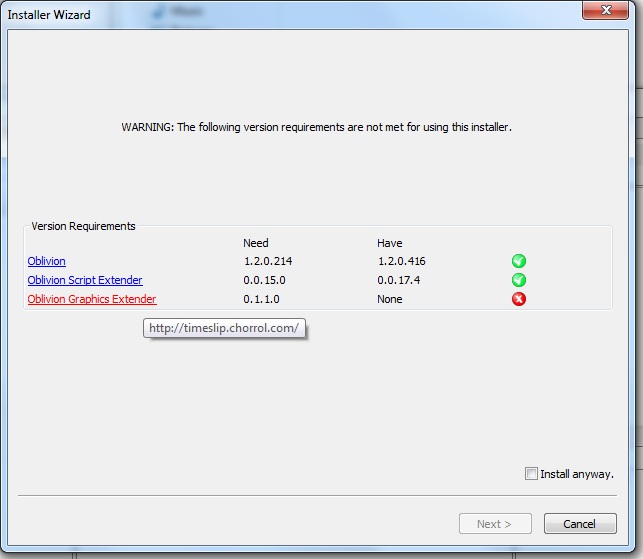 Installer Wizard
WARNING: The following version requirements are not met for using this installer.
Version Requirements
Need Have
Oblivion 1.2.0.214 1.2.0.416
Oblivion Script Extender 0.0.15.0 0.0.17.4
Oblivion Graphics Extender 0.1.1.0 None
http://timeslip.chorrol.com/
Install anyway.
Next > Cancel